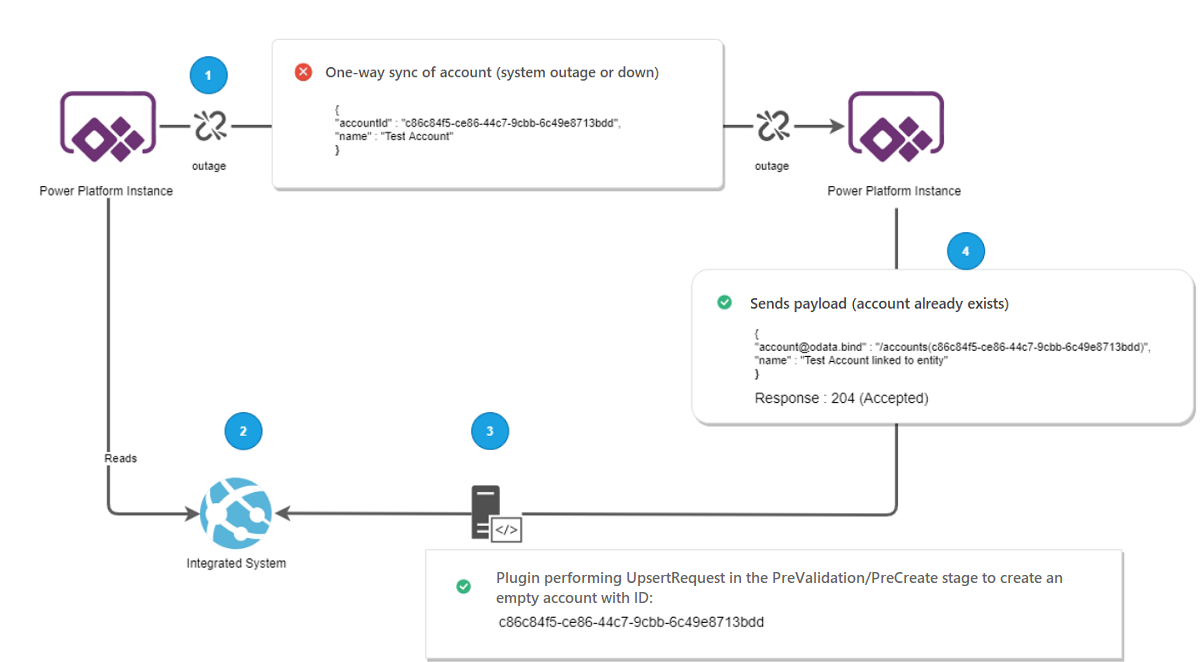 1
One-way sync of account (system outage or down)
{
"accountId" : "c86c84f5-ce86-44c7-9cbb-6c49e8713bdd",
"name" : "Test Account"
}
outage
outage
Power Platform Instance
Power Platform Instance
4
Sends payload (account already exists)
{
"account@odata.bind" : "/accounts(c86c84f5-ce86-44c7-9cbb-6c49e8713bdd)",
"name" : "Test Account linked to entity"
}
Response : 204 (Accepted)
2
3
Reads
</>
Integrated System
Plugin performing UpsertRequest in the PreValidation/PreCreate stage to create an
empty account with ID:
c86c84f5-ce86-44c7-9cbb-6c49e8713bdd